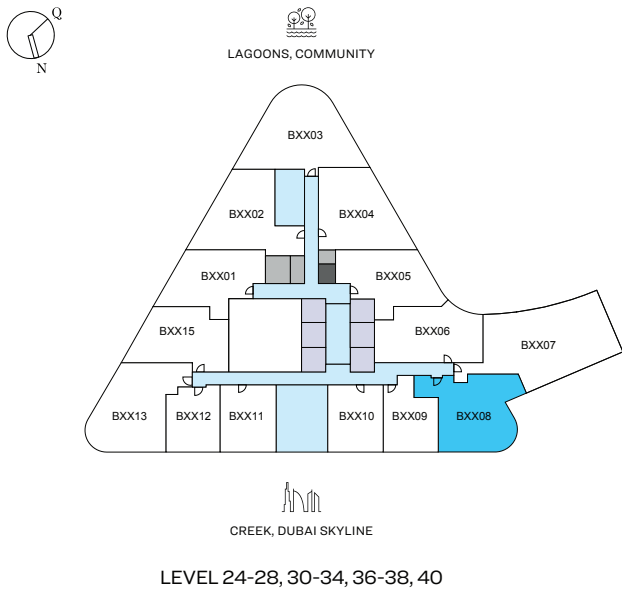 Q
N
LAGOONS, COMMUNITY
BXX03
BXX02
BXX04
BXX01
BXX05
BXX15
BXX06
BXX07
BXX13
BXX12
BXX11
BXX10
BXX09
BXX08
CREEK, DUBAI SKYLINE
LEVEL 24-28, 30-34, 36-38, 40